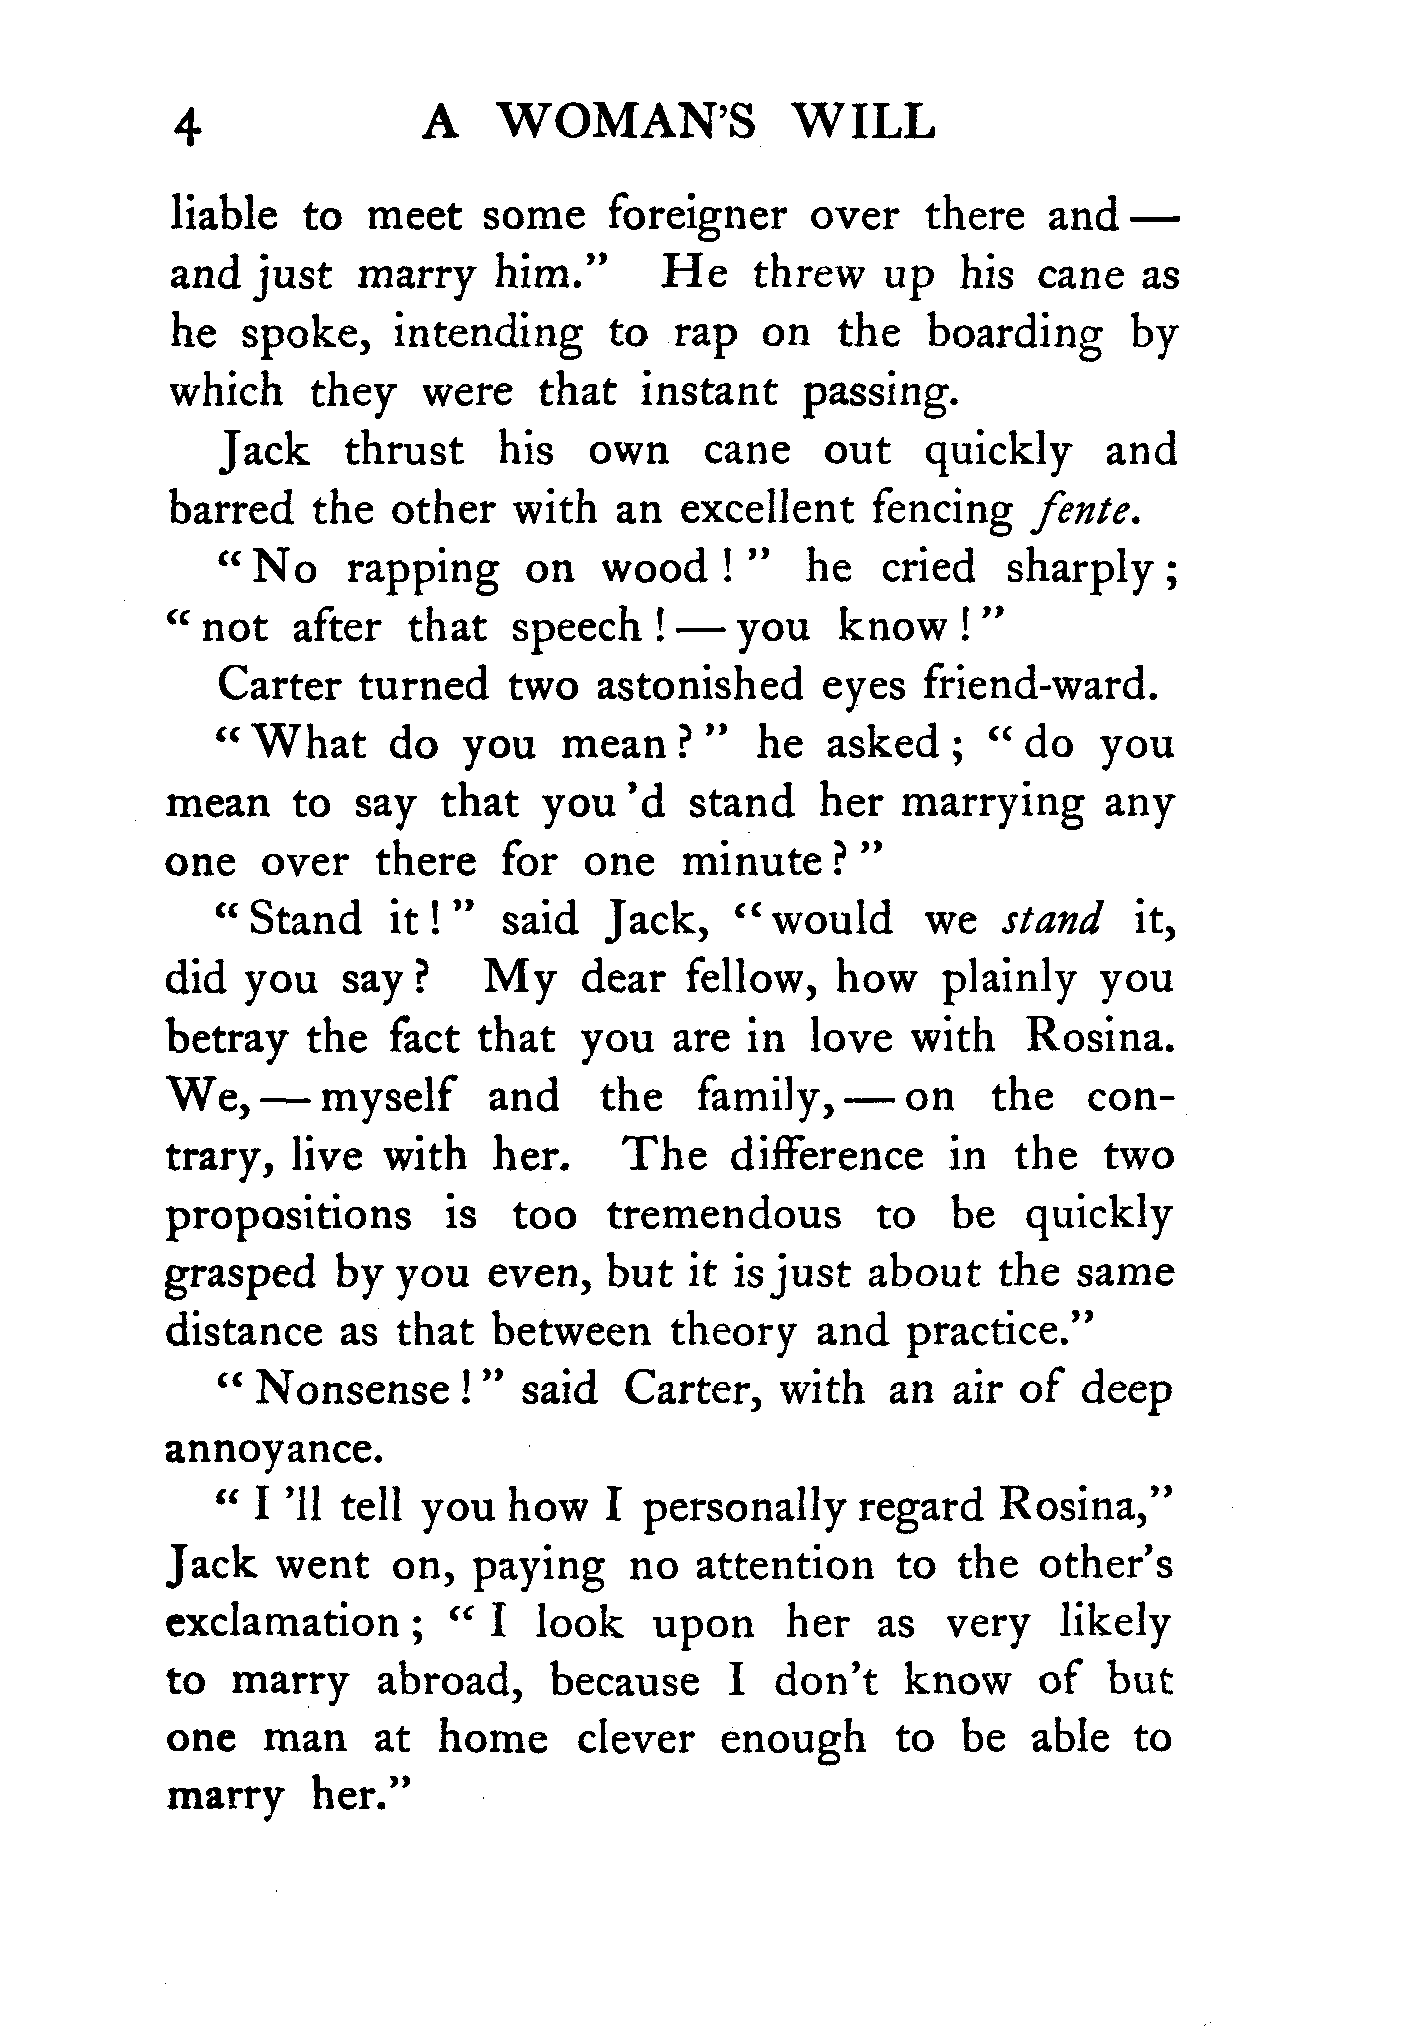 4 A WOMAN'S WILL
liable to meet some foreigner over there and —
and just marry him." He threw up his cane as
he spoke, intending to rap on the boarding by
which they were that instant passing.
Jack thrust his own cane out quickly and
barred the other with an excellent fencing fente.
"No rapping on wood!" he cried sharply;
"not after that speech! — you know!"
Carter turned two astonished eyes friend-ward.
"What do you mean?" he asked; "do you
mean to say that you'd stand her marrying any
one over there for one minute?"
"Stand it!" said Jack, "would we stand it,
did you say? My dear fellow, how plainly you
betray the fact that you are in love with Rosina.
We, — myself and the family, — on the con-
trary, live with her. The difference in the two
propositions is too tremendous to be quickly
grasped by you even, but it is just about the same
distance as that between theory and practice."
"Nonsense!" said Carter, with an air of deep
annoyance.
"I'll tell you how I personally regard Rosina,"
Jack went on, paying no attention to the other's
exclamation; "I look upon her as very likely
to marry abroad, because I don't know of but
one man at home clever enough to be able to
marry her."